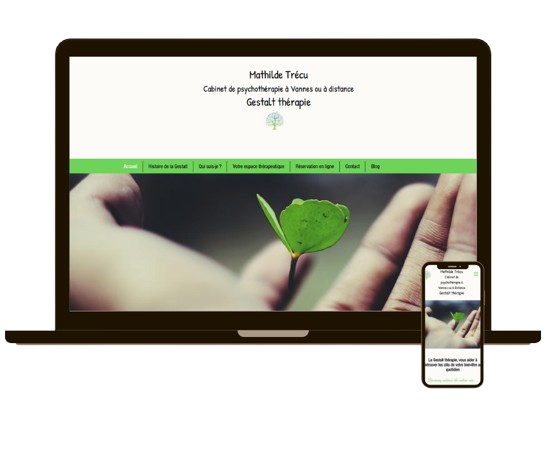 Mathilde Trécu
Cabinet de psychothérapie à Vannes ou à distance
Gestalt thérapie
Accueil Histoire de la Gestalt Qui suis-je ? Votre espace thérapeutique Réservation en ligne Contact Blog
Mathilde Trécu
Cabinet de
psychothérapie à
Vannes ou à distance
Gestalt thérapie
La Gestalt thérapie, vous aider à
retrouver les clés de votre bien-être au
quotidien